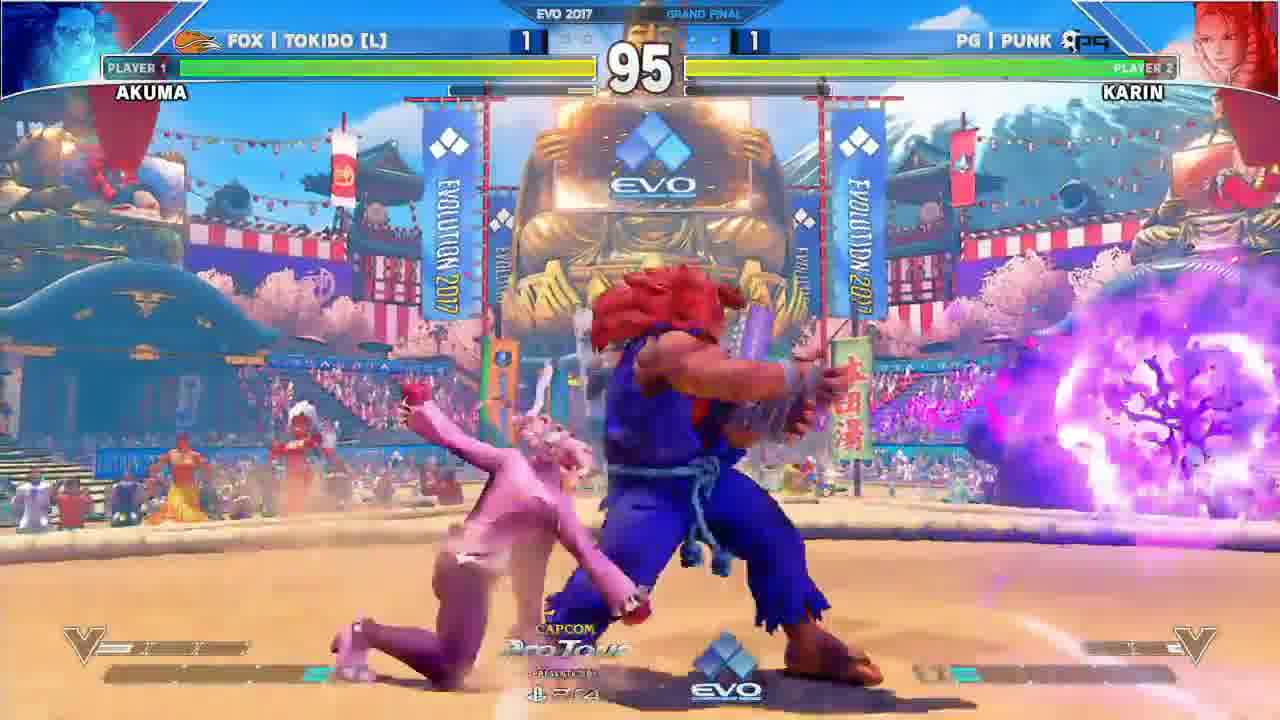 EVO 2017 GRAND FINAL
FOX | TOKIDO [L] 1 1 PG | PUNK
PLAYER 1 95 PLAYER 2
AKUMA KARIN
EVO
EVOLUTION 2017
EVOLUTION 2017
CAPCOM
Pro Tour
PS4
EVO
V
V